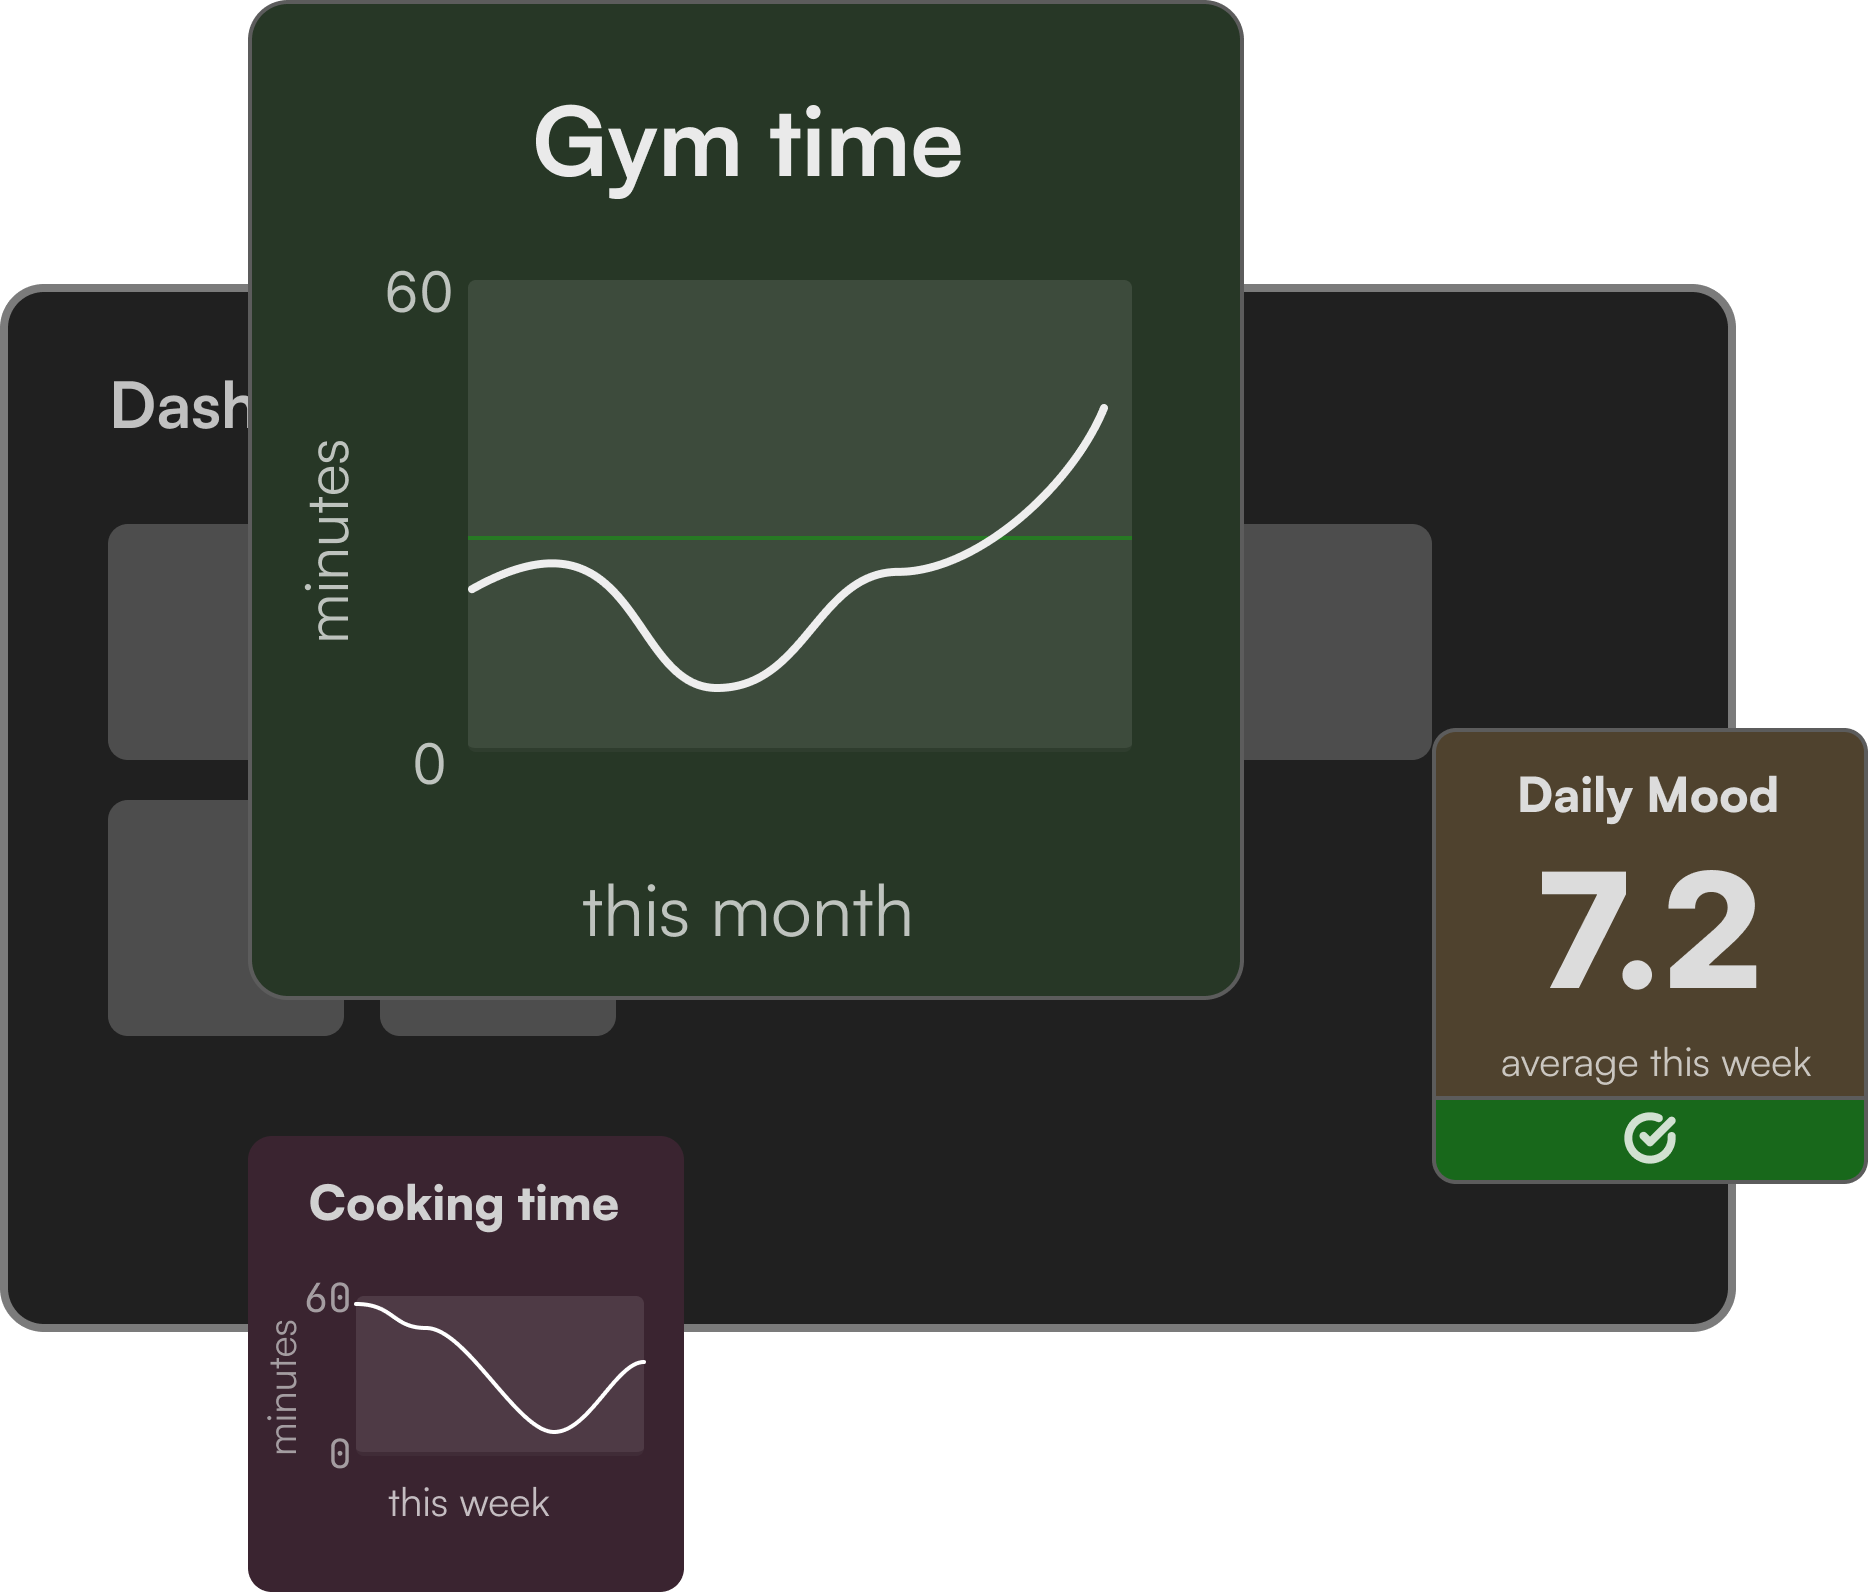 Gym time
60
minutes
0
this month
Dash
Daily Mood
7.2
average this week
Cooking time
60
minutes
0
this week